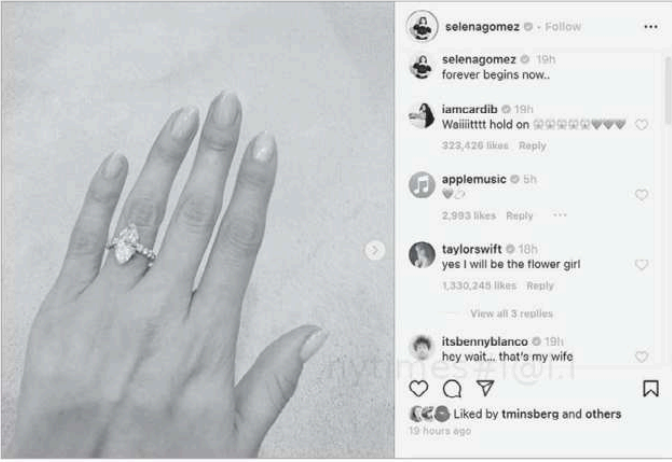 selenagomez · Follow
selenagomez 19h
forever begins now..
iamcardib 19h
Waiiiitttt hold on 😭😭😭😭😭❤❤❤
323,426 likes Reply
applemusic 5h
❤💍
2,993 likes Reply ...
taylorswift 18h
yes I will be the flower girl
1,330,245 likes Reply
View all 3 replies
itsbennyblanco 19h
hey wait... that's my wife
Liked by tminsberg and others
19 hours ago